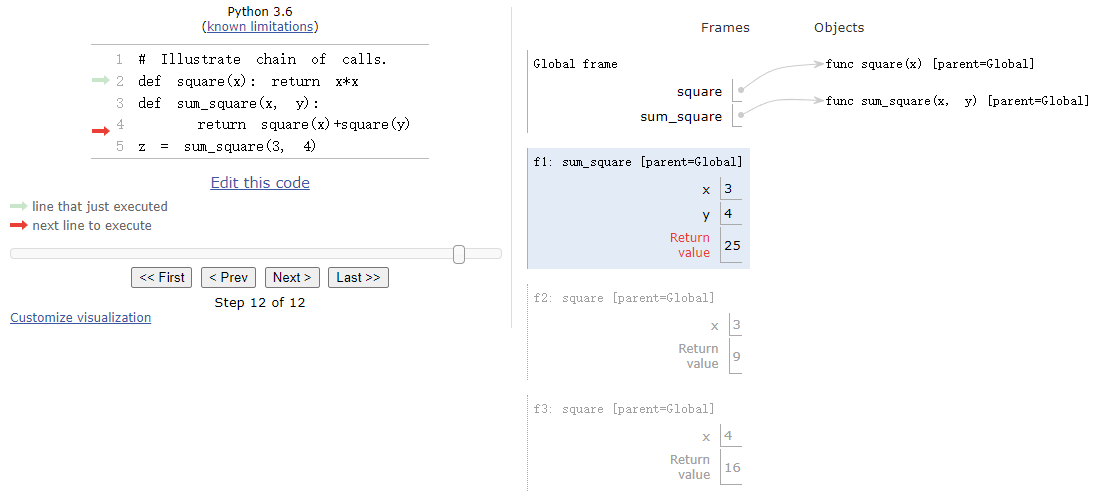 Python 3.6
(known limitations)
1 # Illustrate chain of calls.
2 def square(x): return x*x
3 def sum_square(x, y):
4 return square(x)+square(y)
5 z = sum_square(3, 4)
Edit this code
line that just executed
next line to execute
<< First < Prev Next > Last >>
Step 12 of 12
Customize visualization
Frames Objects
Global frame
square
sum_square
func square(x) [parent=Global]
func sum_square(x, y) [parent=Global]
f1: sum_square [parent=Global]
x 3
y 4
Return
value 25
f2: square [parent=Global]
x 3
Return
value 9
f3: square [parent=Global]
x 4
Return
value 16